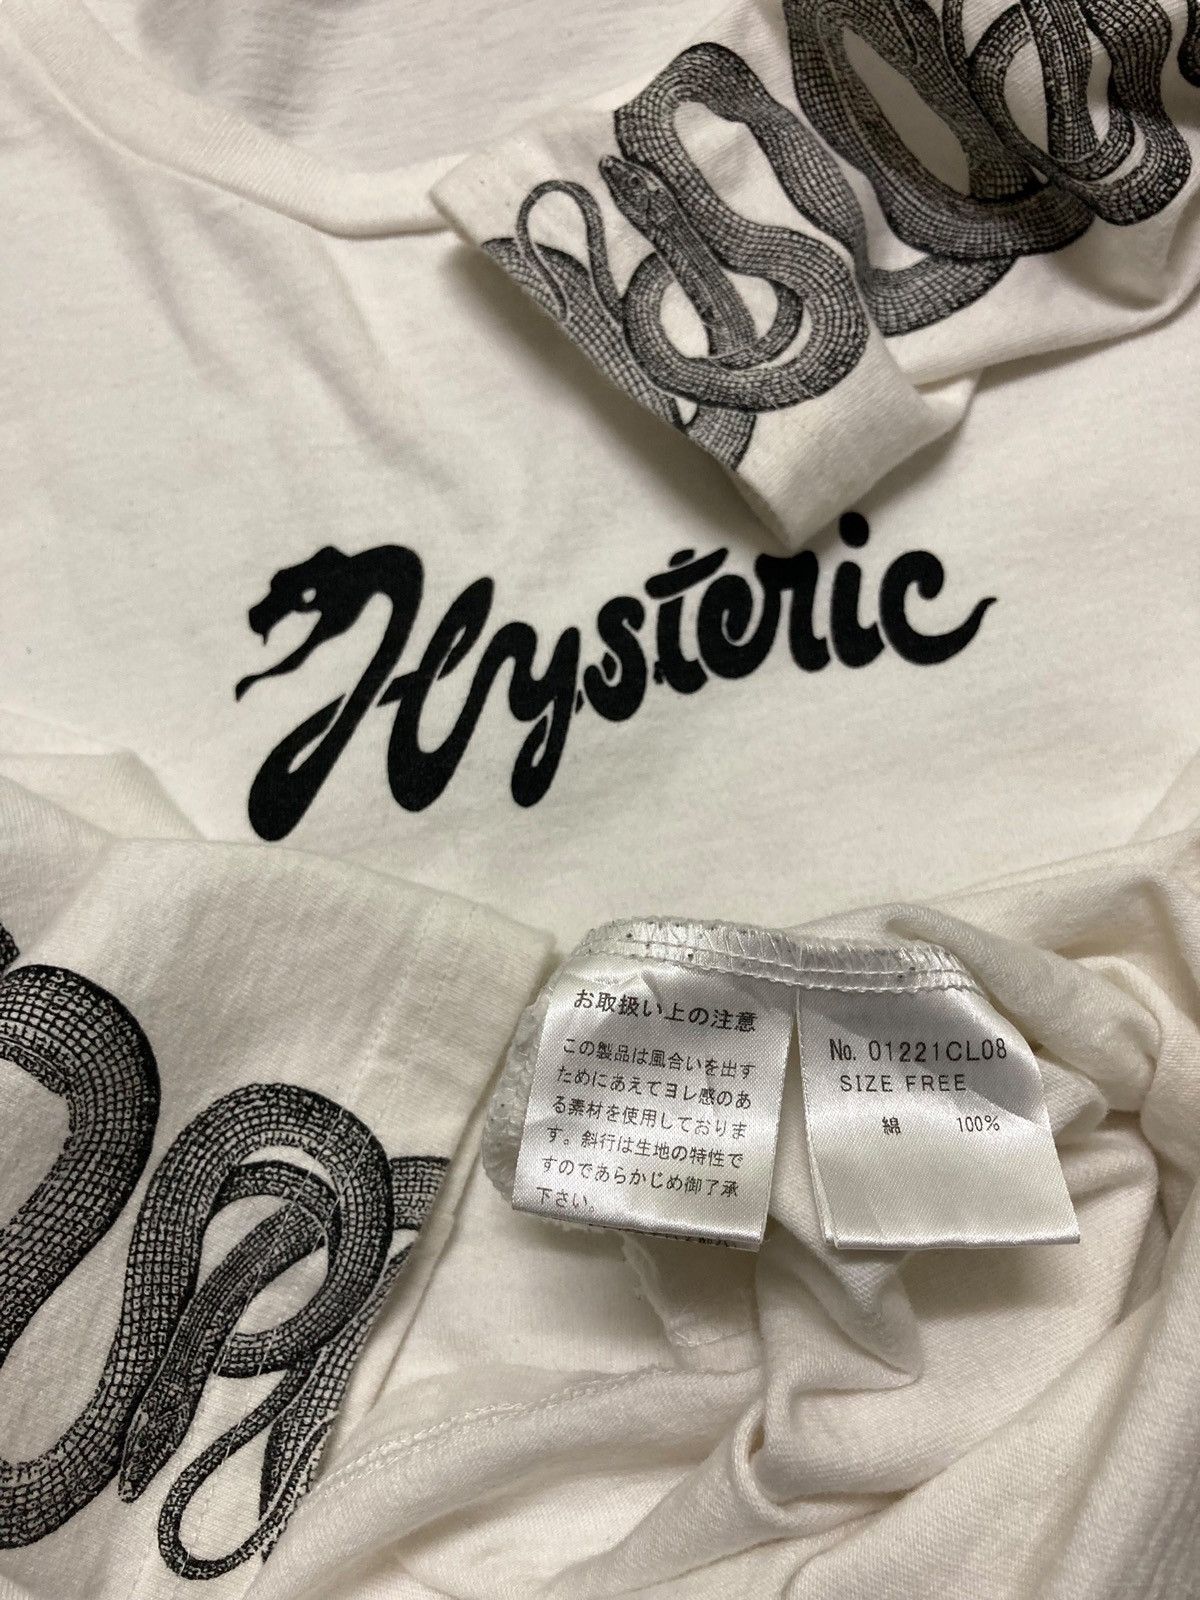 Hysteric
お取扱い上の注意
この製品は風合いを出す
ためにあえてヨレ感のあ
る素材を使用しておりま
す。斜行は生地の特性で
すのであらかじめ御了承
下さい。
No. 01221CL08
SIZE FREE
綿 100%